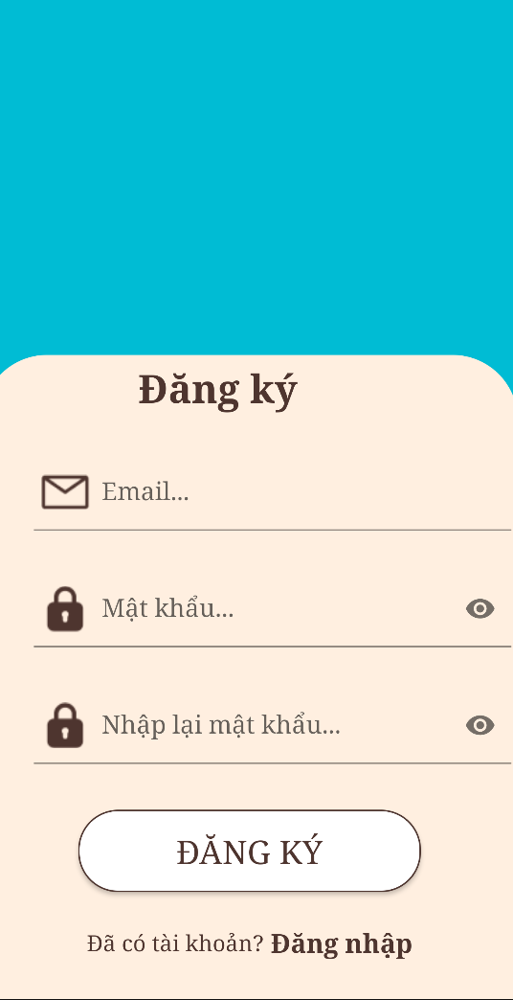 Đăng ký
Email...
Mật khẩu...
Nhập lại mật khẩu...
ĐĂNG KÝ
Đã có tài khoản? Đăng nhập